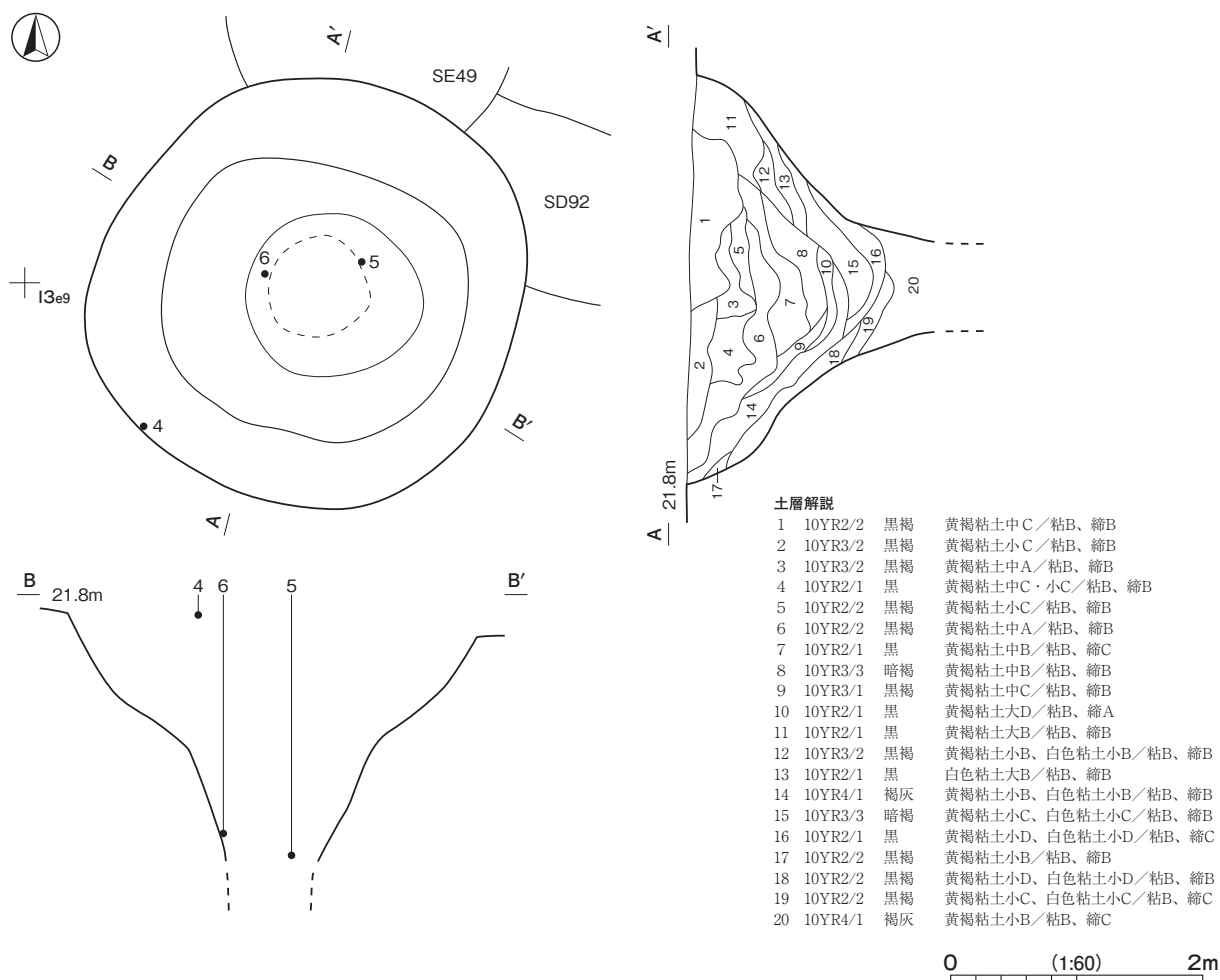 A′
SE49
B
SD92
6
5
I3e9
4
B′
A
A′
11
12
13
1
5
8
10
15
16
20
3
7
19
4
6
9
18
2
14
17
21.8m
A
B
21.8m
4
6
5
B′
土層解説
1 10YR2/2 黒褐 黄褐粘土中C／粘B、締B
2 10YR3/2 黒褐 黄褐粘土小C／粘B、締B
3 10YR3/2 黒褐 黄褐粘土中A／粘B、締B
4 10YR2/1 黒 黄褐粘土中C・小C／粘B、締B
5 10YR2/2 黒褐 黄褐粘土小C／粘B、締B
6 10YR2/2 黒褐 黄褐粘土中A／粘B、締B
7 10YR2/1 黒 黄褐粘土中B／粘B、締C
8 10YR3/3 暗褐 黄褐粘土中B／粘B、締B
9 10YR3/1 黒褐 黄褐粘土中C／粘B、締B
10 10YR2/1 黒 黄褐粘土大D／粘B、締A
11 10YR2/1 黒 黄褐粘土大B／粘B、締B
12 10YR3/2 黒褐 黄褐粘土小B、白色粘土小B／粘B、締B
13 10YR2/1 黒 白色粘土大B／粘B、締B
14 10YR4/1 褐灰 黄褐粘土小B、白色粘土小B／粘B、締B
15 10YR3/3 暗褐 黄褐粘土小C、白色粘土小C／粘B、締B
16 10YR2/1 黒 黄褐粘土小D、白色粘土小D／粘B、締C
17 10YR2/2 黒褐 黄褐粘土小B／粘B、締B
18 10YR2/2 黒褐 黄褐粘土小D、白色粘土小D／粘B、締B
19 10YR2/2 黒褐 黄褐粘土小C、白色粘土小C／粘B、締C
20 10YR4/1 褐灰 黄褐粘土小B／粘B、締C
0 (1:60) 2m